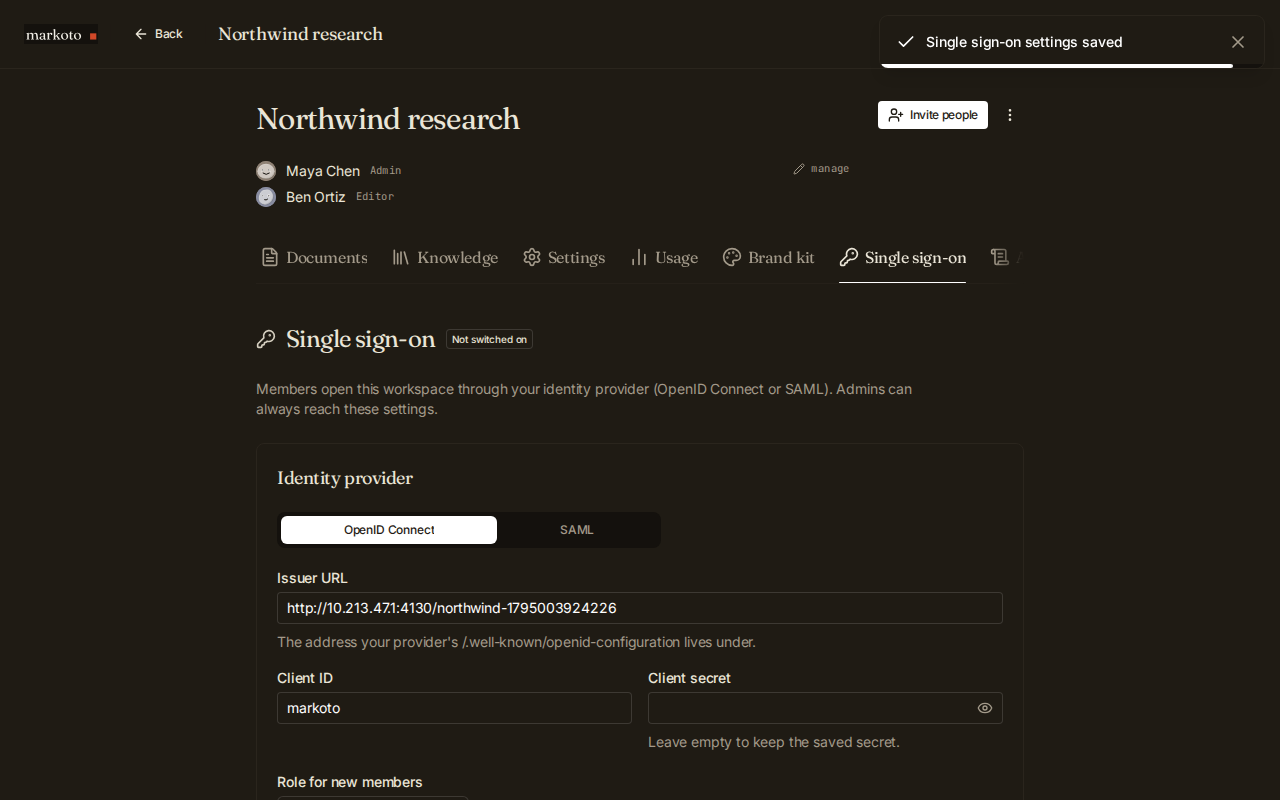 markoto
Back
Northwind research
Single sign-on settings saved
Northwind research
Invite people
Maya Chen Admin
manage
Ben Ortiz Editor
Documents
Knowledge
Settings
Usage
Brand kit
Single sign-on
Single sign-on
Not switched on
Members open this workspace through your identity provider (OpenID Connect or SAML). Admins can
always reach these settings.
Identity provider
OpenID Connect
SAML
Issuer URL
http://10.213.47.1:4130/northwind-1795003924226
The address your provider's /.well-known/openid-configuration lives under.
Client ID
Client secret
markoto
Leave empty to keep the saved secret.
Role for new members